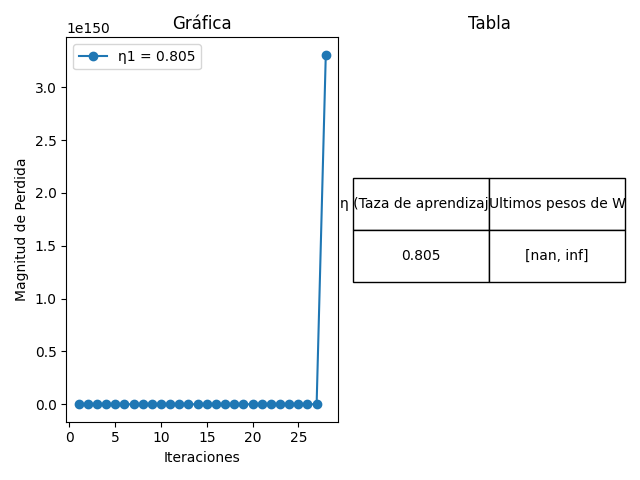 Gráfica
Tabla
1e150
η1 = 0.805
3.0
2.5
2.0
1.5
1.0
0.5
0.0
Magnitud de Perdida
0
5
10
15
20
25
Iteraciones
η (Taza de aprendizaj
Ultimos pesos de W
0.805
[nan, inf]